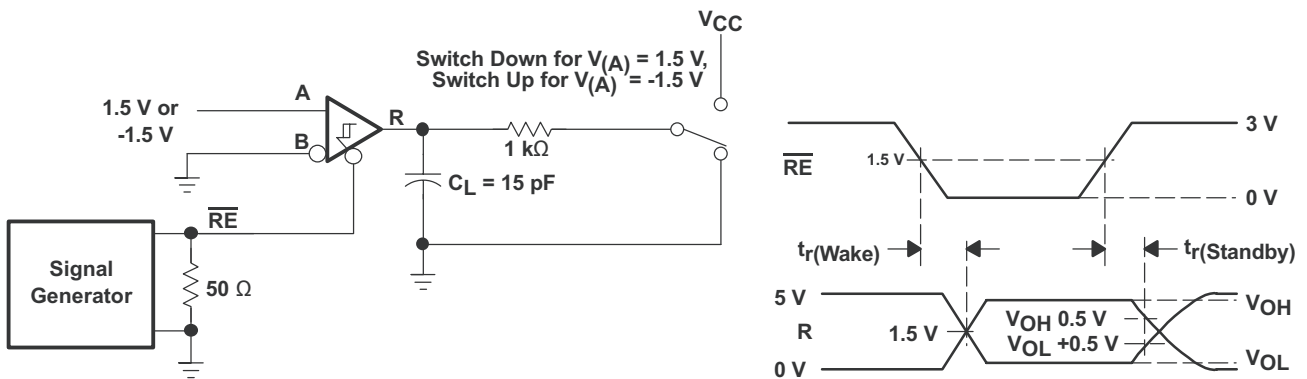 VCC
Switch Down for V(A) = 1.5 V,
Switch Up for V(A) = -1.5 V
A
1.5 V or
-1.5 V
B
R
1 kΩ
CL = 15 pF
RE
Signal
Generator
50 Ω
3 V
1.5 V
RE
0 V
tr(Wake)
tr(Standby)
5 V
VOH
R
1.5 V
VOH 0.5 V
VOL +0.5 V
0 V
VOL